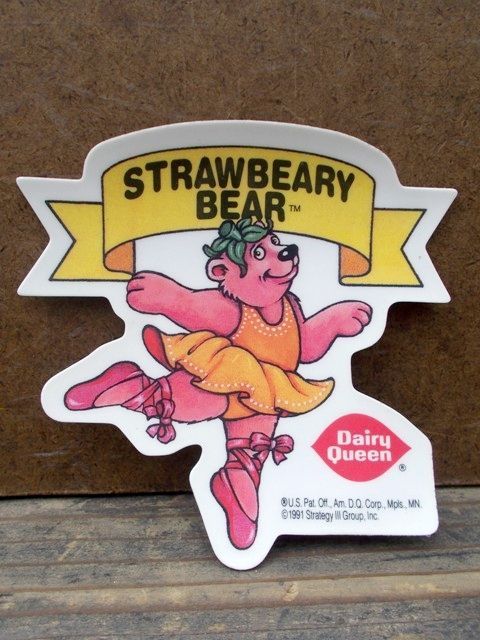 STRAWBEARY
BEAR™
Dairy
Queen®
®U.S. Pat. Off., Am. D.Q. Corp., Mpls., MN.
©1991 Strategy III Group, Inc.